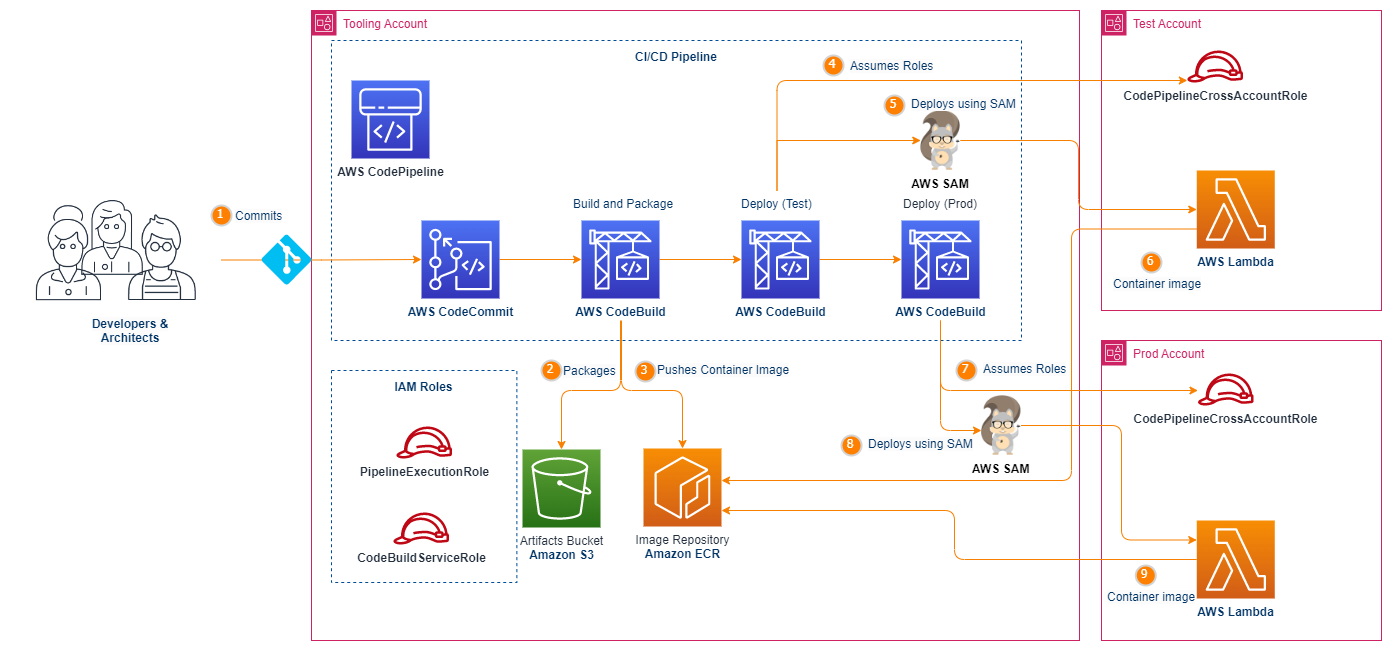 Tooling Account
Test Account
CI/CD Pipeline
4 Assumes Roles
CodePipelineCrossAccountRole
5 Deploys using SAM
AWS CodePipeline
AWS SAM
1 Commits
Build and Package
Deploy (Test)
Deploy (Prod)
AWS CodeCommit
AWS CodeBuild
AWS CodeBuild
AWS CodeBuild
AWS Lambda
6
Container image
Developers &
Architects
Prod Account
IAM Roles
2 Packages
3 Pushes Container Image
7 Assumes Roles
CodePipelineCrossAccountRole
8 Deploys using SAM
AWS SAM
PipelineExecutionRole
CodeBuildServiceRole
Artifacts Bucket
Amazon S3
Image Repository
Amazon ECR
9
Container image
AWS Lambda